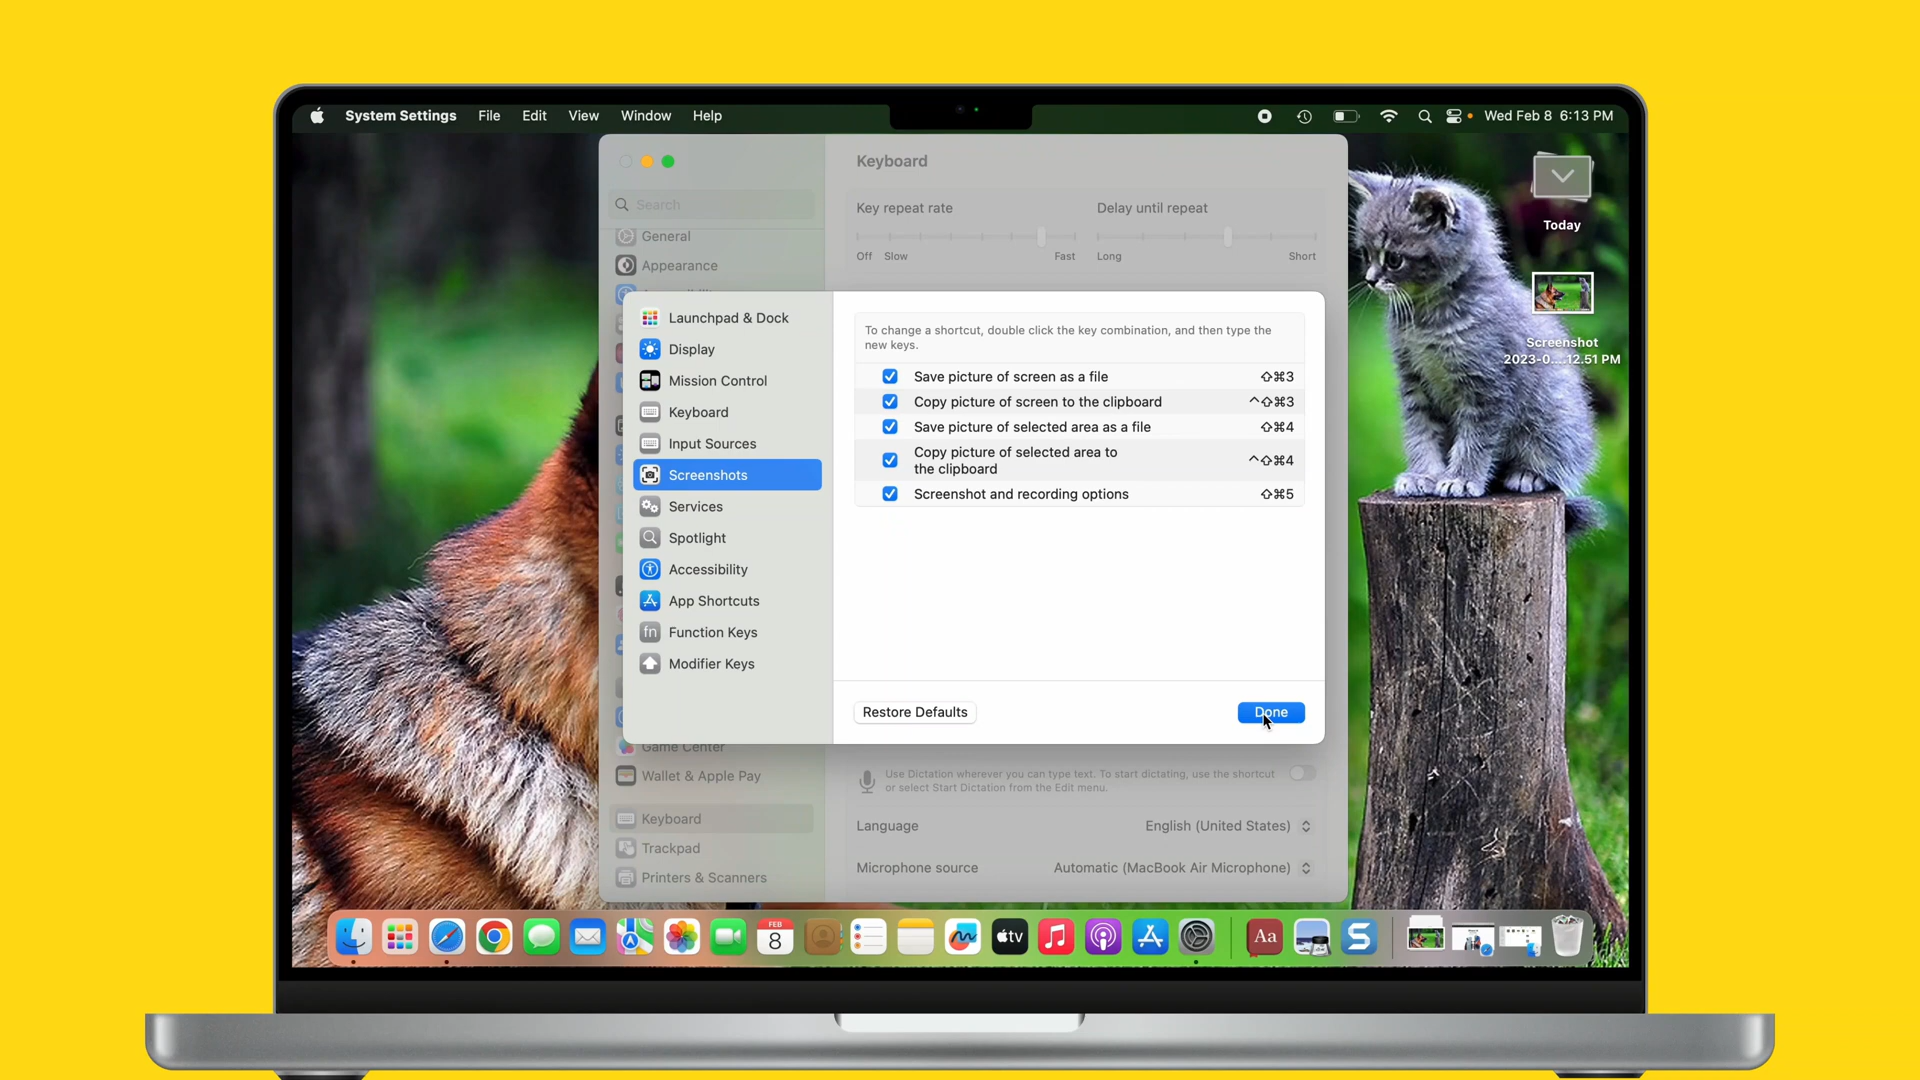 System Settings File Edit View Window Help Wed Feb 8 6:13 PM
Keyboard
Search
Key repeat rate Delay until repeat
Off Slow Fast Long Short
General
Appearance
Today
Screenshot
2023-0....12.51 PM
Launchpad & Dock
Display
Mission Control
Keyboard
Input Sources
Screenshots
Services
Spotlight
Accessibility
App Shortcuts
fn Function Keys
Modifier Keys
To change a shortcut, double click the key combination, and then type the
new keys.
Save picture of screen as a file ⇧⌘3
Copy picture of screen to the clipboard ^⇧⌘3
Save picture of selected area as a file ⇧⌘4
Copy picture of selected area to
the clipboard ^⇧⌘4
Screenshot and recording options ⇧⌘5
Restore Defaults Done
Game Center
Wallet & Apple Pay
Keyboard
Trackpad
Printers & Scanners
Use Dictation wherever you can type text. To start dictating, use the shortcut
or select Start Dictation from the Edit menu.
Language English (United States)
Microphone source Automatic (MacBook Air Microphone)
FEB
8
tv
Aa
S